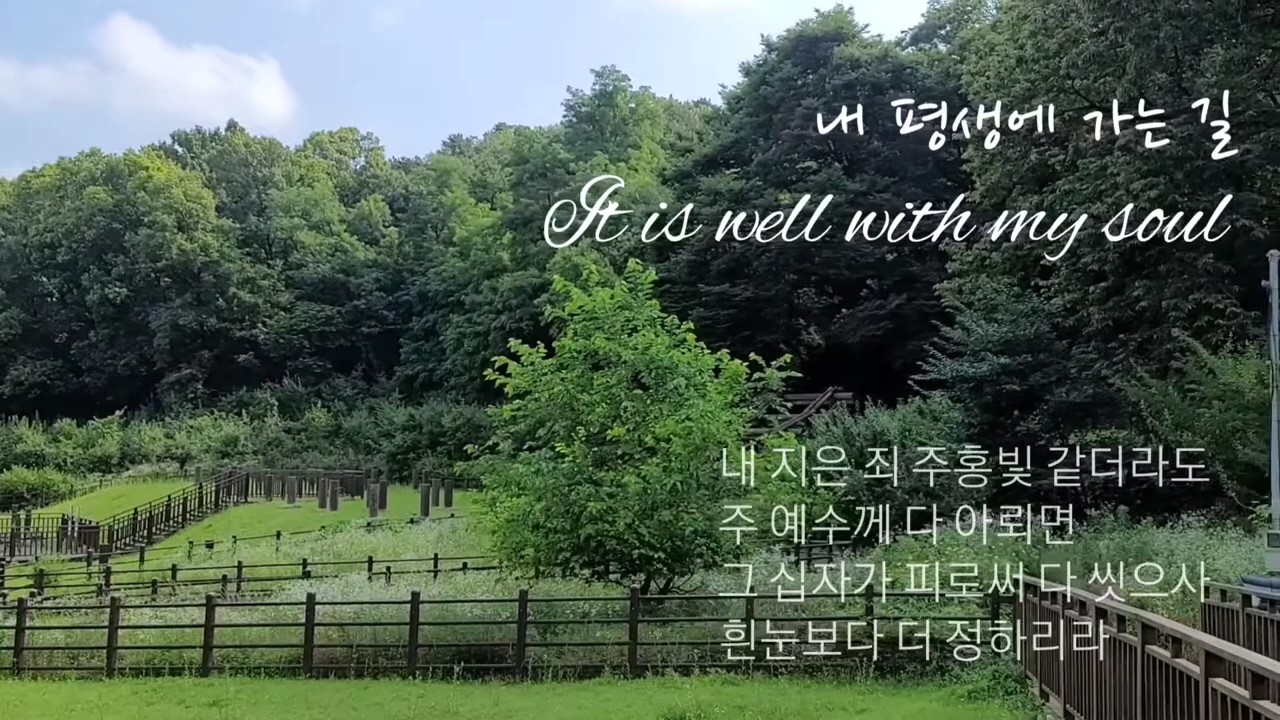 내 평생에 가는 길
It is well with my soul
내 지은 죄 주홍빛 같더라도
주 예수께 다 아뢰면
그 십자가 피로써 다 씻으사
흰눈보다 더 정하리라